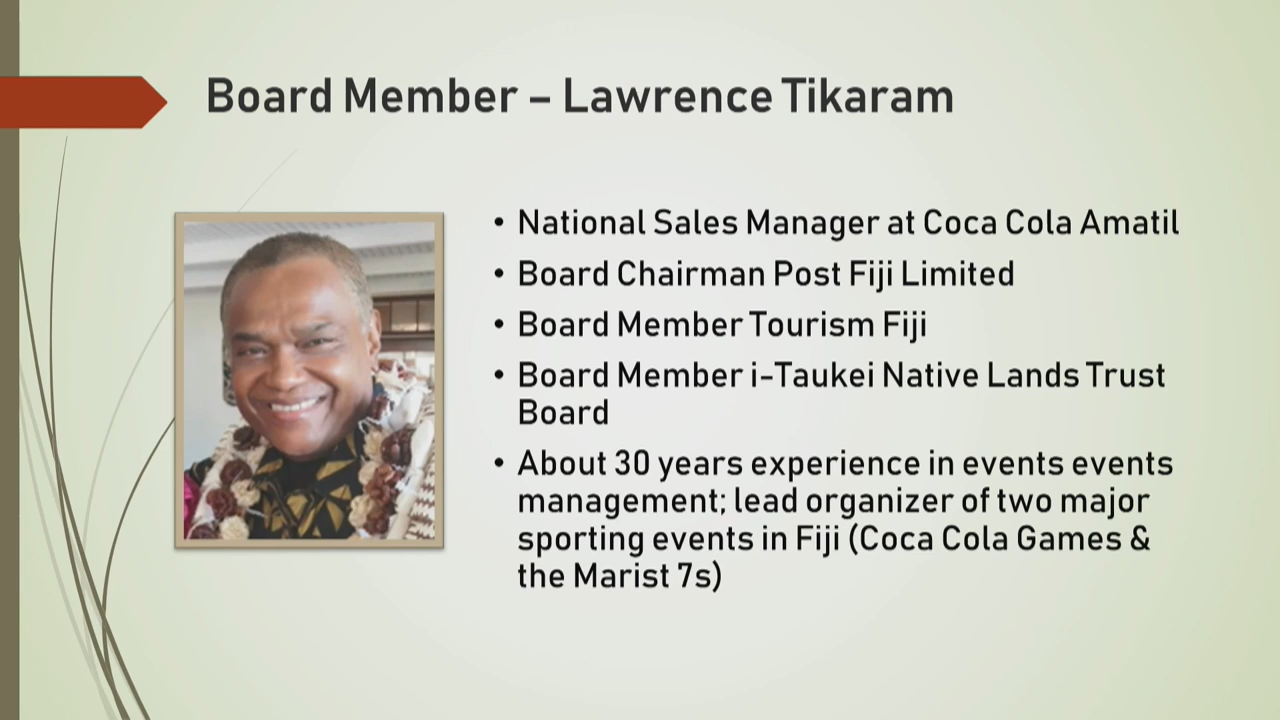 Board Member – Lawrence Tikaram
• National Sales Manager at Coca Cola Amatil
• Board Chairman Post Fiji Limited
• Board Member Tourism Fiji
• Board Member i-Taukei Native Lands Trust
Board
• About 30 years experience in events events
management; lead organizer of two major
sporting events in Fiji (Coca Cola Games &
the Marist 7s)